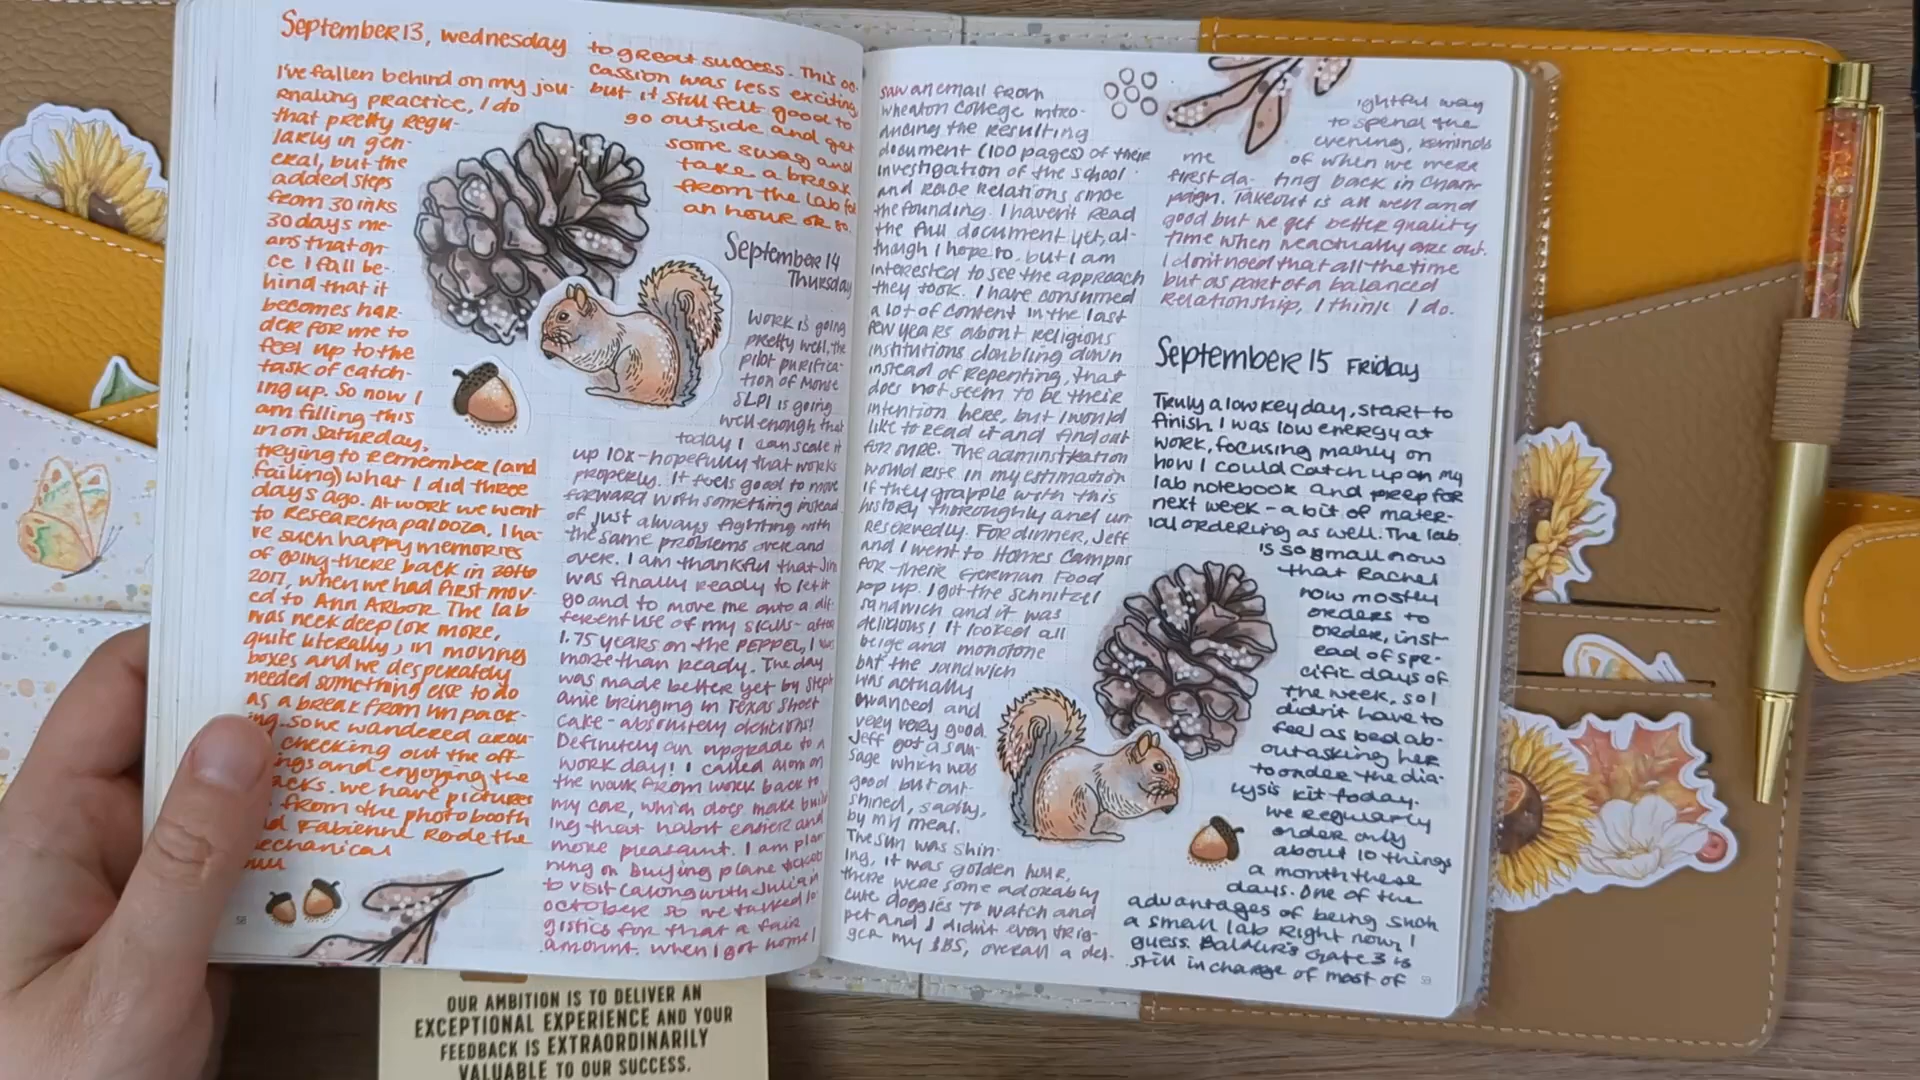 September 13, wednesday
I've fallen behind on my jou-
rnaling practice, I do
that pretty regu-
larly in gen-
eral, but the
added steps
from 30 inks
30 days me-
ans that on
ce I fall be-
hind that it
becomes har-
der for me to
feel up to the
task of catch-
ing up. So now I
am filling this
in on Saturday,
trying to remember (and
failing) what I did three
days ago. At work we went
to Researchapalooza. I ha-
ve such happy memories
of going there back in 2016
2017, when we had first mov-
ed to Ann Arbor. The lab
was neck deep (or more,
quite literally) in moving
boxes and we desperately
needed something else to do
as a break from unpack-
ing. So we wandered arou-
checking out the off-
ings and enjoying the
acks. we have pictures
from the photobooth
Fabienne Rode the
echanical
to great success. This oc-
cassion was less exciting
but it still felt good to
go outside and get
some swag and
take a break
from the lab for
an hour or so.
September 14
Thursday
Work is going
pretty well, the
pilot purifica-
tion of mouse
SLPI is going
well enough that
today I can scale it
up 10x - hopefully that works
properly. It feels good to move
forward with something instead
of just always fighting with
the same problems over and
over. I am thankful that Jim
was finally ready to let it
go and to move me onto a dif-
ferent use of my skills - after
1.75 years on the PEPPEL, I was
more than ready. The day
was made better yet by Steph
anie bringing in Texas Sheet
cake - absolutely delicious!
Definitely an upgrade to a
work day! I called mom on
the walk from work back to
my car, which does make build
ing that habit easier and
more pleasant. I am plan
ning on buying plane tickets
to visit CA long with Julia in
october so we talked lo
gistics for that a fair
amount. When I got home I
58
saw an email from
wheaton college intro-
ducing the resulting
document (100 pages) of their
investigation of the school
and race relations since
the founding. I haven't read
the full document yet, al-
though I hope to, but I am
interested to see the approach
they took. I have consumed
a lot of content in the last
few years about religious
institutions doubling down
instead of repenting, that
does not seem to be their
intention here, but I would
like to read it and find out
for more. The administration
would rise in my estimation
if they grapple with this
history thoroughly and un
reservedly. For dinner, Jeff
and I went to Homes Campus
for their German Food
pop up. I got the schnitzel
sandwich and it was
delicious! It looked all
beige and monotone
but the sandwich
was actually
nuanced and
very very good.
Jeff got a sau-
sage which was
good but out-
shined, sadly,
by my meal.
The sun was shin-
ing, it was golden hour,
there were some adorably
cute doggies to watch and
pet and I didn't even trig-
ger my IBS, overall a del-
ightful way
to spend the
evening, reminds
me of when we were
first da- ting back in Cham-
paign. Takeout is all well and
good but we get better quality
time when we actually are out.
I don't need that all the time
but as part of a balanced
relationship, I think I do.
September 15 Friday
Truly a low key day, start to
finish. I was low energy at
work, focusing mainly on
how I could catch up on my
lab notebook and prep for
next week - a bit of mater-
ial ordering as well. The lab
is so small now
that Rachel
now mostly
orders to
order, inst
ead of spe-
cific days of
the week, so I
didn't have to
feel as bad ab-
out asking her
to order the dia-
lysis kit today.
We regularly
order only
about 10 things
a month these
days. One of the
advantages of being such
a small lab right now, I
guess. Baldur's Gate 3 is
still in charge of most of
59
OUR AMBITION IS TO DELIVER AN
EXCEPTIONAL EXPERIENCE AND YOUR
FEEDBACK IS EXTRAORDINARILY
VALUABLE TO OUR SUCCESS.